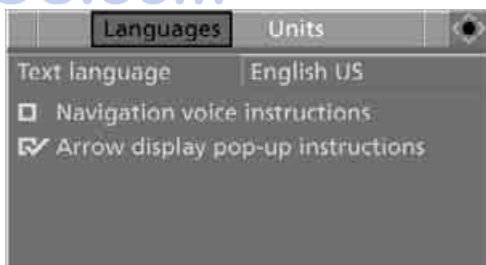 Languages Units
Text language English US
Navigation voice instructions
Arrow display pop-up instructions